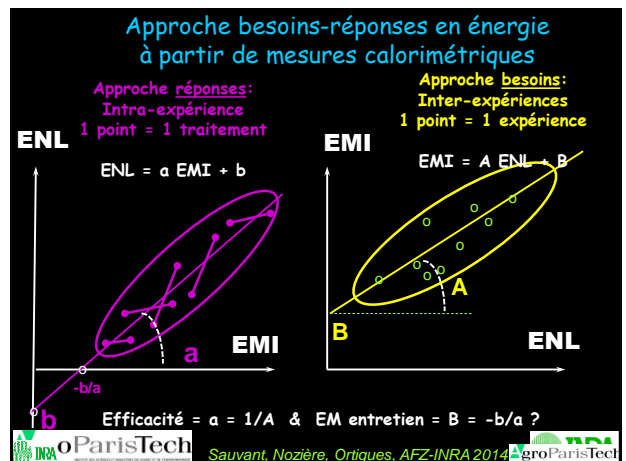 Approche besoins-réponses en énergie
à partir de mesures calorimétriques
Approche réponses:
Intra-expérience
1 point = 1 traitement
ENL
ENL = a EMI + b
a
EMI
-b/a
b
Approche besoins:
Inter-expériences
1 point = 1 expérience
EMI
EMI = A ENL + B
A
B
ENL
Efficacité = a = 1/A & EM entretien = B = -b/a ?
INRA
oParisTech
Sauvant, Nozière, Ortigues, AFZ-INRA 2014
AgroParisTech